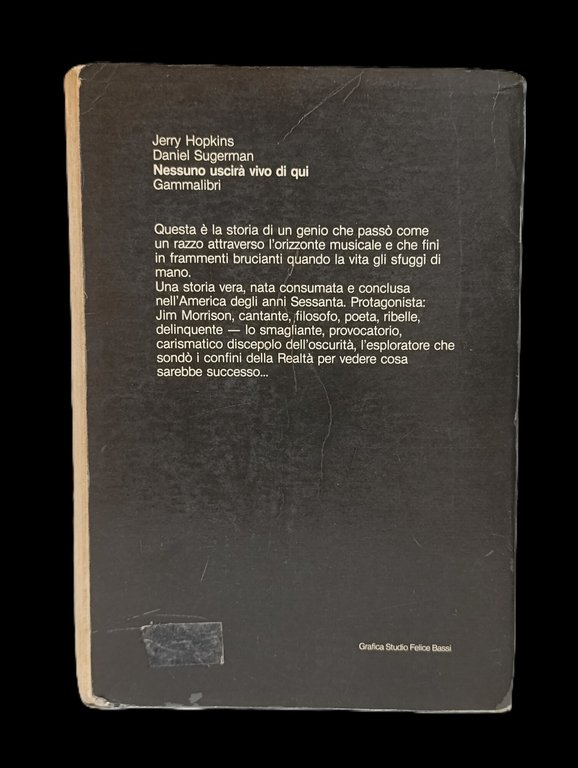 Jerry Hopkins
Daniel Sugerman
Nessuno uscirà vivo di qui
Gammalibri
Questa è la storia di un genio che passò come
un razzo attraverso l'orizzonte musicale e che finì
in frammenti brucianti quando la vita gli sfuggì di
mano.
Una storia vera, nata consumata e conclusa
nell'America degli anni Sessanta. Protagonista:
Jim Morrison, cantante, filosofo, poeta, ribelle,
delinquente — lo smagliante, provocatorio,
carismatico discepolo dell'oscurità, l'esploratore che
sondò i confini della Realtà per vedere cosa
sarebbe successo...
Grafica Studio Felice Bassi